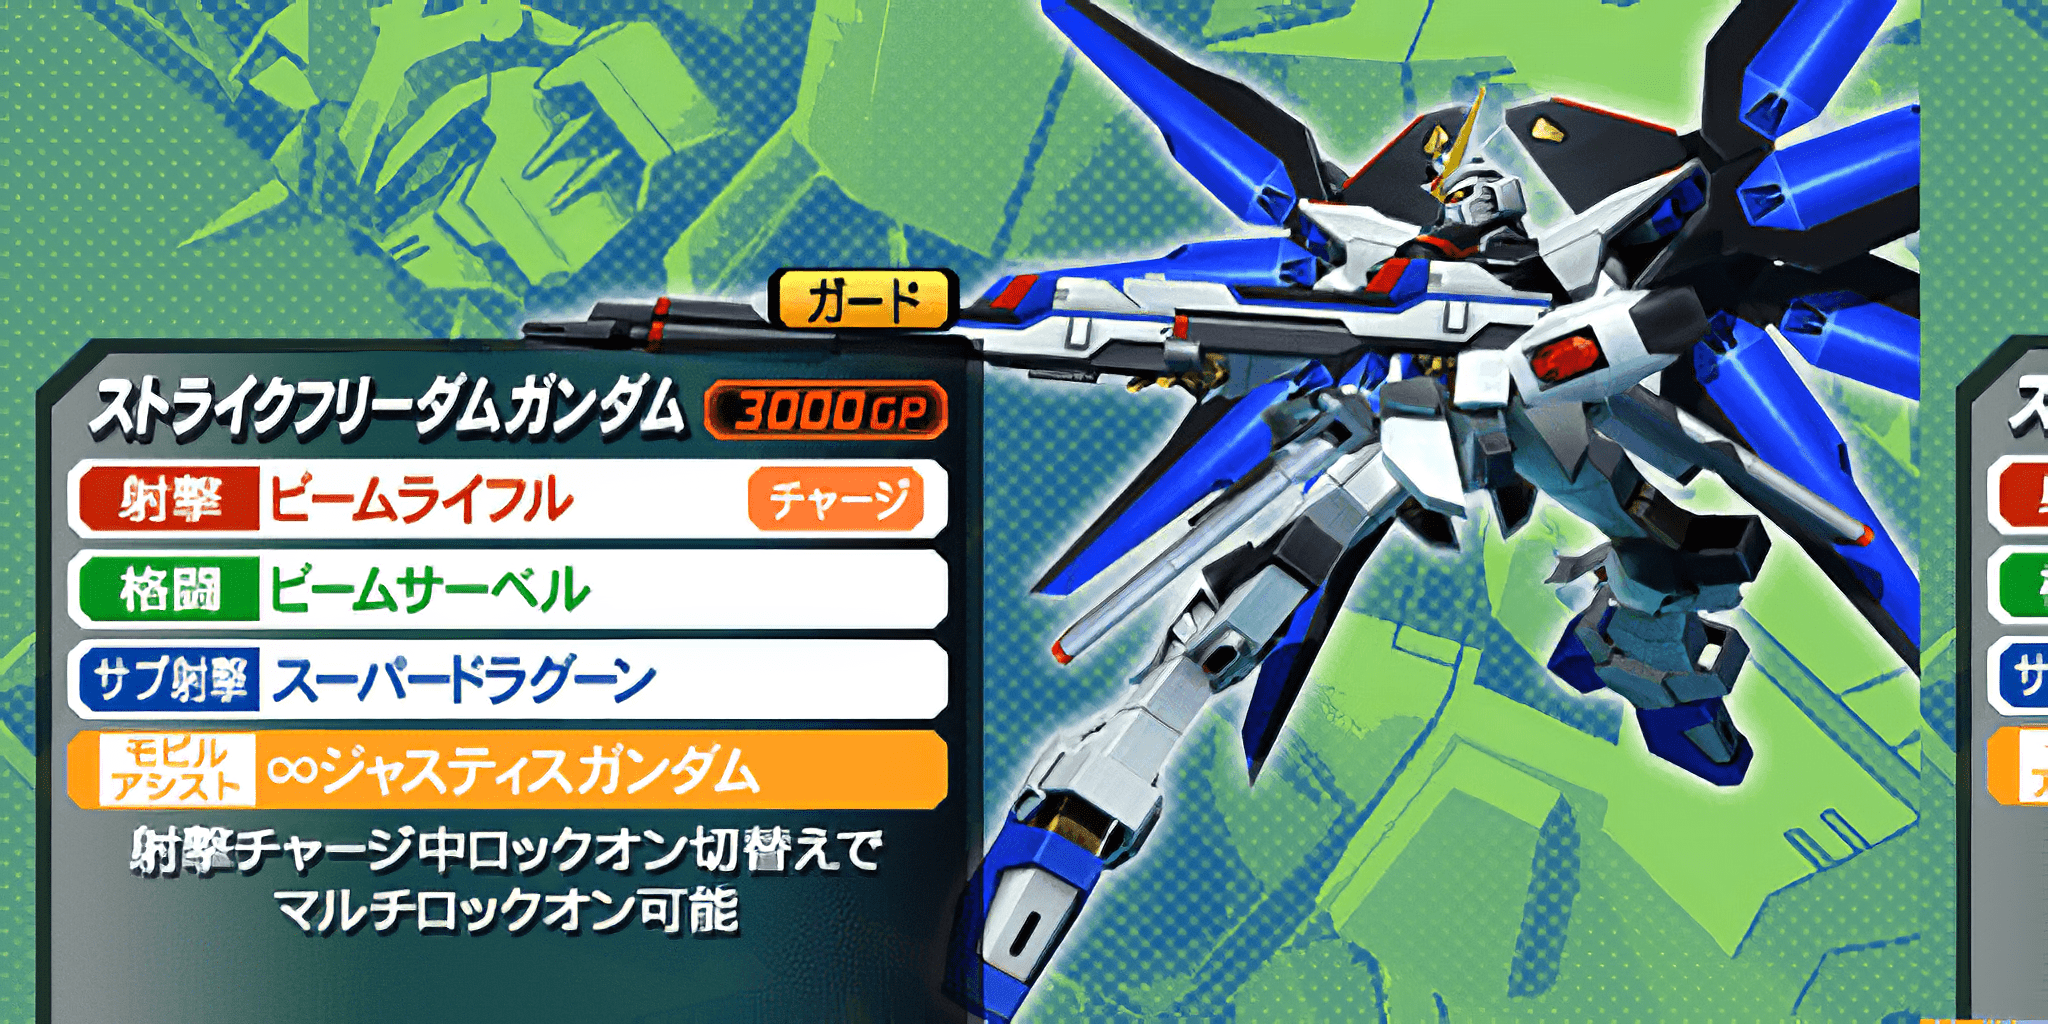 ガード
ストライクフリーダムガンダム 3000GP
射撃 ビームライフル チャージ
格闘 ビームサーベル
サブ射撃 スーパードラグーン
モビル
アシスト ∞ジャスティスガンダム
射撃チャージ中ロックオン切替えで
マルチロックオン可能
ス
サ